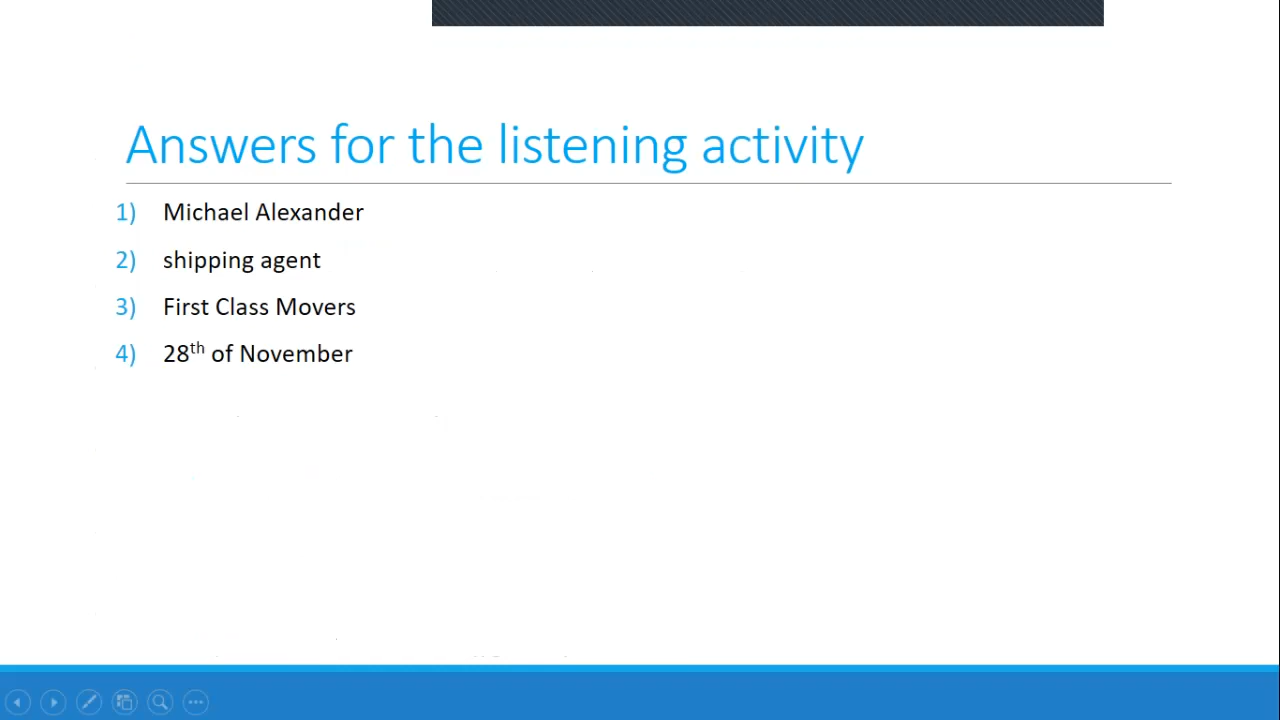 Answers for the listening activity
1) Michael Alexander
2) shipping agent
3) First Class Movers
4) 28th of November